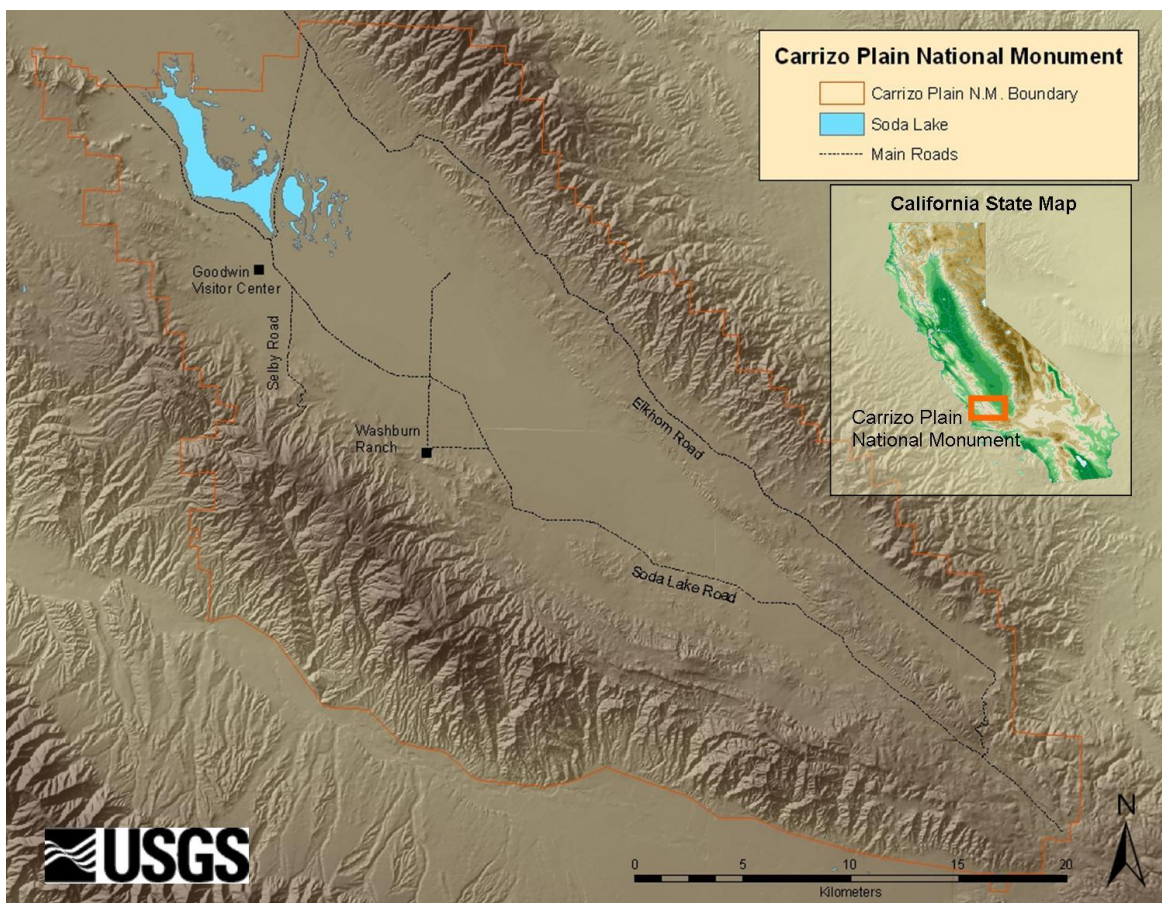 Carrizo Plain National Monument
Carrizo Plain N.M. Boundary
Soda Lake
Main Roads
California State Map
Carrizo Plain
National Monument
Goodwin
Visitor Center
Selby Road
Washburn
Ranch
Elkhorn Road
Soda Lake Road
N
USGS
0 5 10 15 20
Kilometers